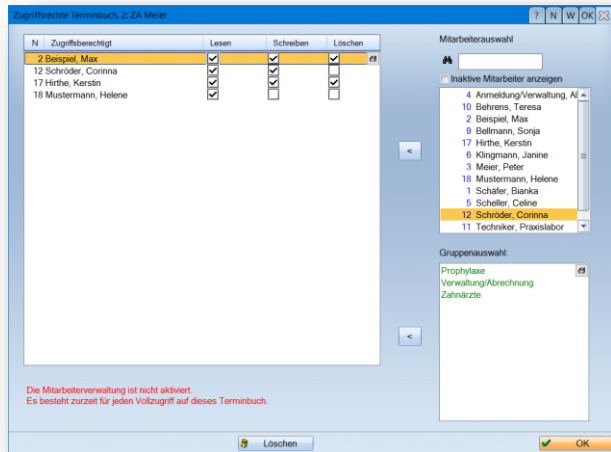 Zugriffsrechte Terminbuch, 2: ZA Meier
? N W OK
N Zugriffsberechtigt Lesen Schreiben Löschen
2 Beispiel, Max
12 Schröder, Corinna
17 Hirthe, Kerstin
18 Mustermann, Helene
Die Mitarbeiterverwaltung ist nicht aktiviert.
Es besteht zurzeit für jeden Vollzugriff auf dieses Terminbuch.
<
<
Mitarbeiterauswahl
Inaktive Mitarbeiter anzeigen
4 Anmeldung/Verwaltung, Al
10 Behrens, Teresa
2 Beispiel, Max
9 Bellmann, Sonja
17 Hirthe, Kerstin
6 Klingmann, Janine
3 Meier, Peter
18 Mustermann, Helene
1 Schäfer, Bianka
5 Scheller, Celine
12 Schröder, Corinna
11 Techniker, Praxislabor
Gruppenauswahl:
Prophylaxe
Verwaltung/Abrechnung
Zahnärzte
Löschen
OK